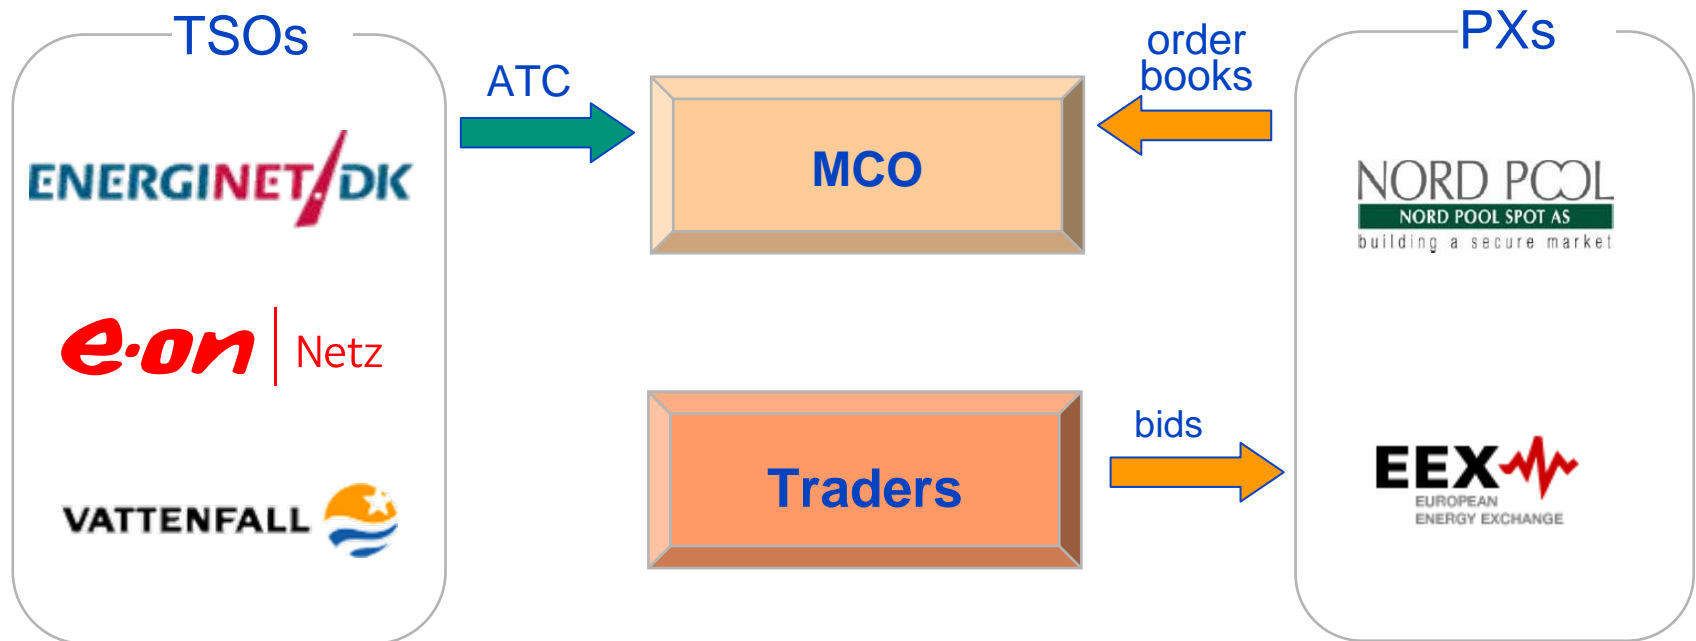 TSOs
ENERGINET/DK
e·on | Netz
VATTENFALL
ATC
MCO
Traders
order
books
bids
PXs
NORD POOL
NORD POOL SPOT AS
building a secure market
EEX
EUROPEAN
ENERGY EXCHANGE